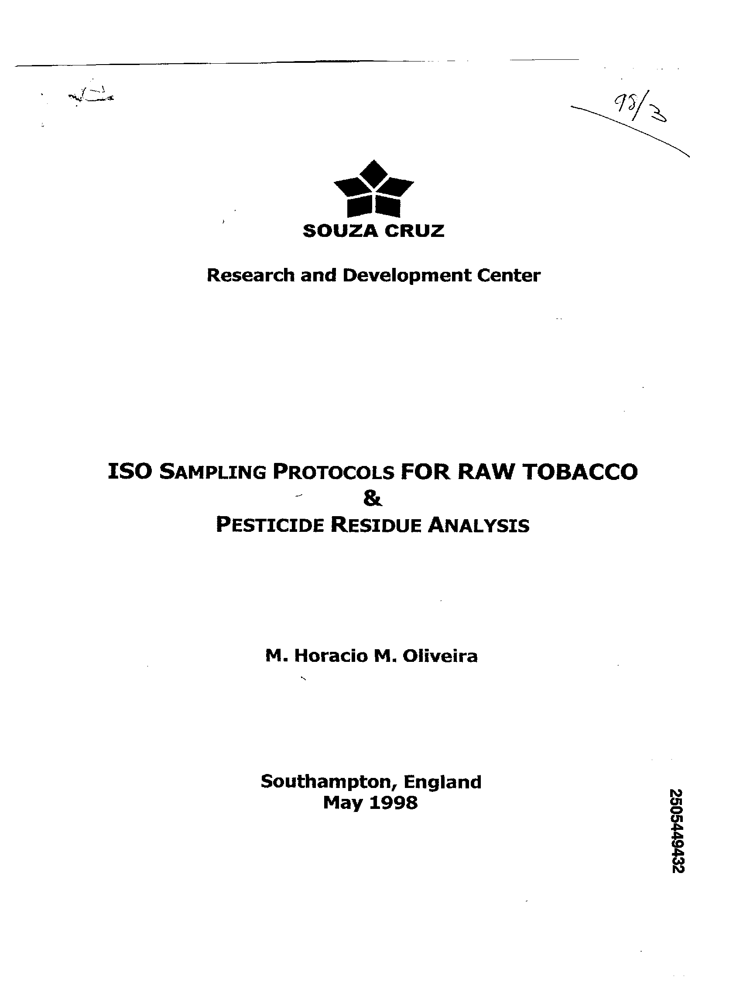 98/3
SOUZA CRUZ
Research and Development Center
ISO SAMPLING PROTOCOLS FOR RAW TOBACCO
&
PESTICIDE RESIDUE ANALYSIS
M. Horacio M. Oliveira
Southampton, England
May 1998
2505449432